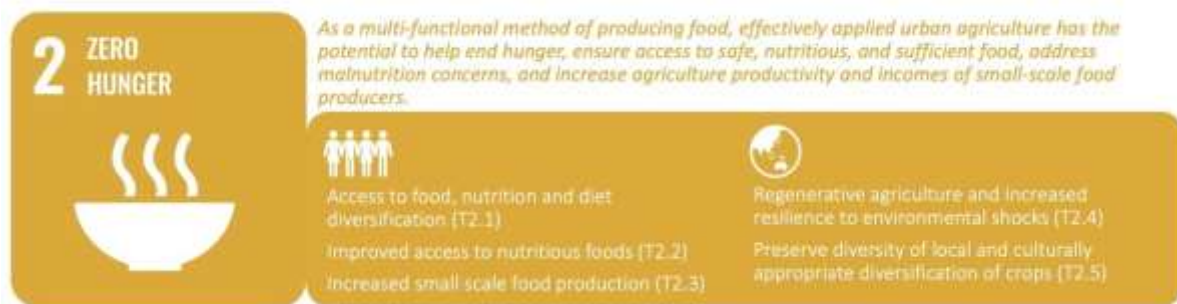 2 ZERO
HUNGER
As a multi-functional method of producing food, effectively applied urban agriculture has the
potential to help end hunger, ensure access to safe, nutritious, and sufficient food, address
malnutrition concerns, and increase agriculture productivity and incomes of small-scale food
producers.
Access to food, nutrition and diet
diversification (T2.1)
Improved access to nutritious foods (T2.2)
Increased small scale food production (T2.3)
Regenerative agriculture and increased
resilience to environmental shocks (T2.4)
Preserve diversity of local and culturally
appropriate diversification of crops (T2.5)